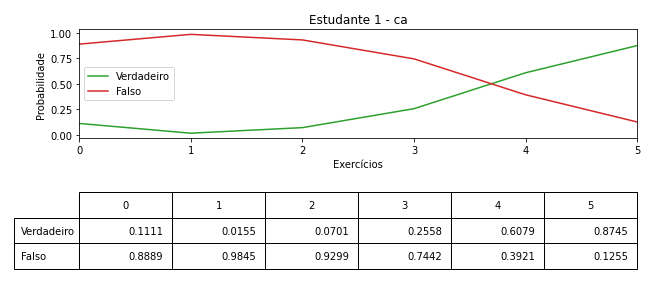 Estudante 1 - ca
1.00
0.75
0.50
0.25
0.00
Probabilidade
Verdadeiro
Falso
0 1 2 3 4 5
Exercícios
0 1 2 3 4 5
Verdadeiro 0.1111 0.0155 0.0701 0.2558 0.6079 0.8745
Falso 0.8889 0.9845 0.9299 0.7442 0.3921 0.1255